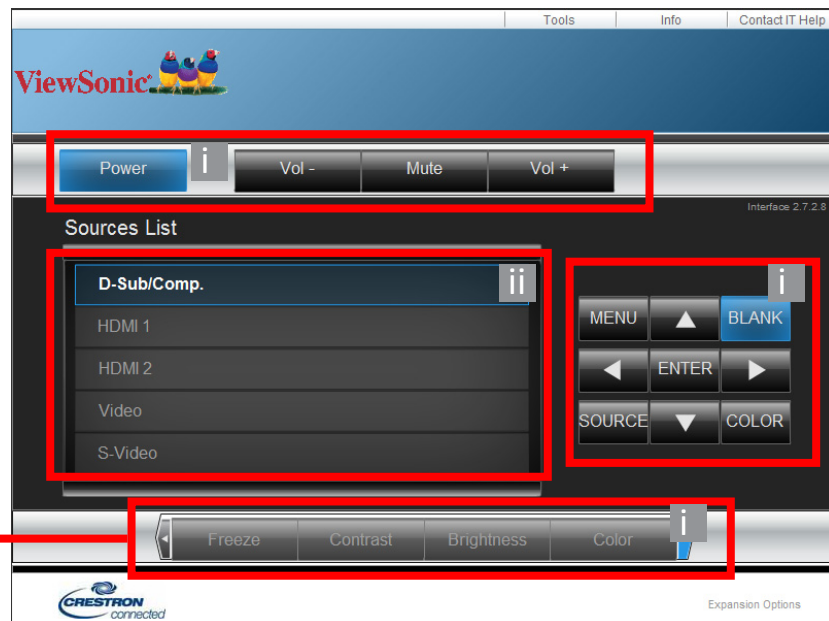 Tools Info Contact IT Help
ViewSonic®
Power i Vol - Mute Vol +
Interface 2.7.2.8
Sources List
D-Sub/Comp. ii
HDMI 1
HDMI 2
Video
S-Video
i
MENU BLANK
ENTER
SOURCE COLOR
Freeze Contrast Brightness Color i
CRESTRON
connected
Expansion Options